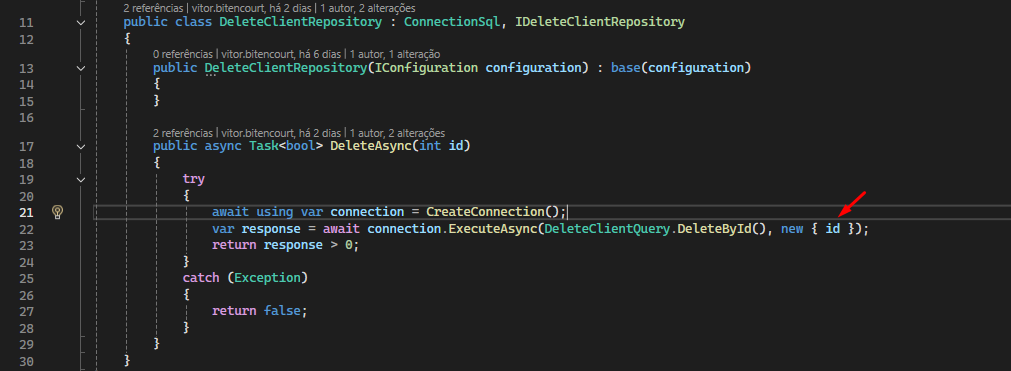 2 referências | vitor.bitencourt, há 2 dias | 1 autor, 2 alterações
11 public class DeleteClientRepository : ConnectionSql, IDeleteClientRepository
12 {
0 referências | vitor.bitencourt, há 6 dias | 1 autor, 1 alteração
13 public DeleteClientRepository(IConfiguration configuration) : base(configuration)
14 {
15 }
16
2 referências | vitor.bitencourt, há 2 dias | 1 autor, 2 alterações
17 public async Task<bool> DeleteAsync(int id)
18 {
19 try
20 {
21 await using var connection = CreateConnection();
22 var response = await connection.ExecuteAsync(DeleteClientQuery.DeleteById(), new { id });
23 return response > 0;
24 }
25 catch (Exception)
26 {
27 return false;
28 }
29 }
30 }